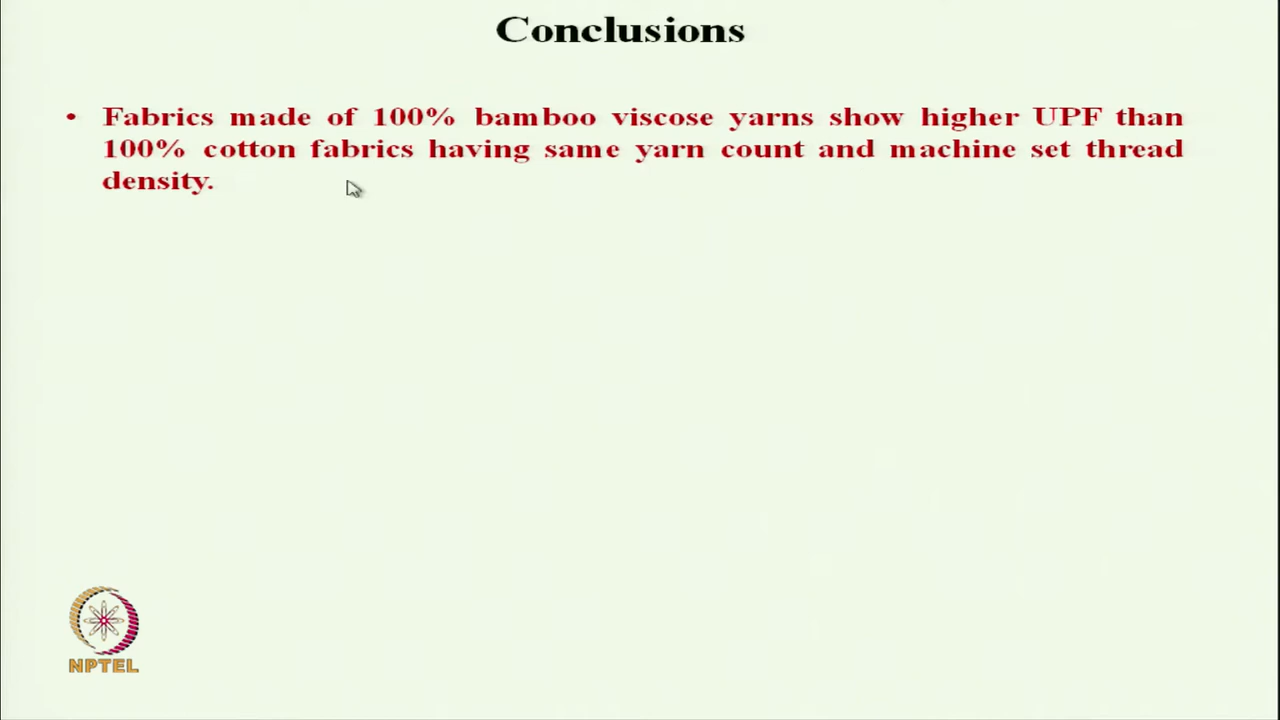 Conclusions
• Fabrics made of 100% bamboo viscose yarns show higher UPF than
100% cotton fabrics having same yarn count and machine set thread
density.
NPTEL